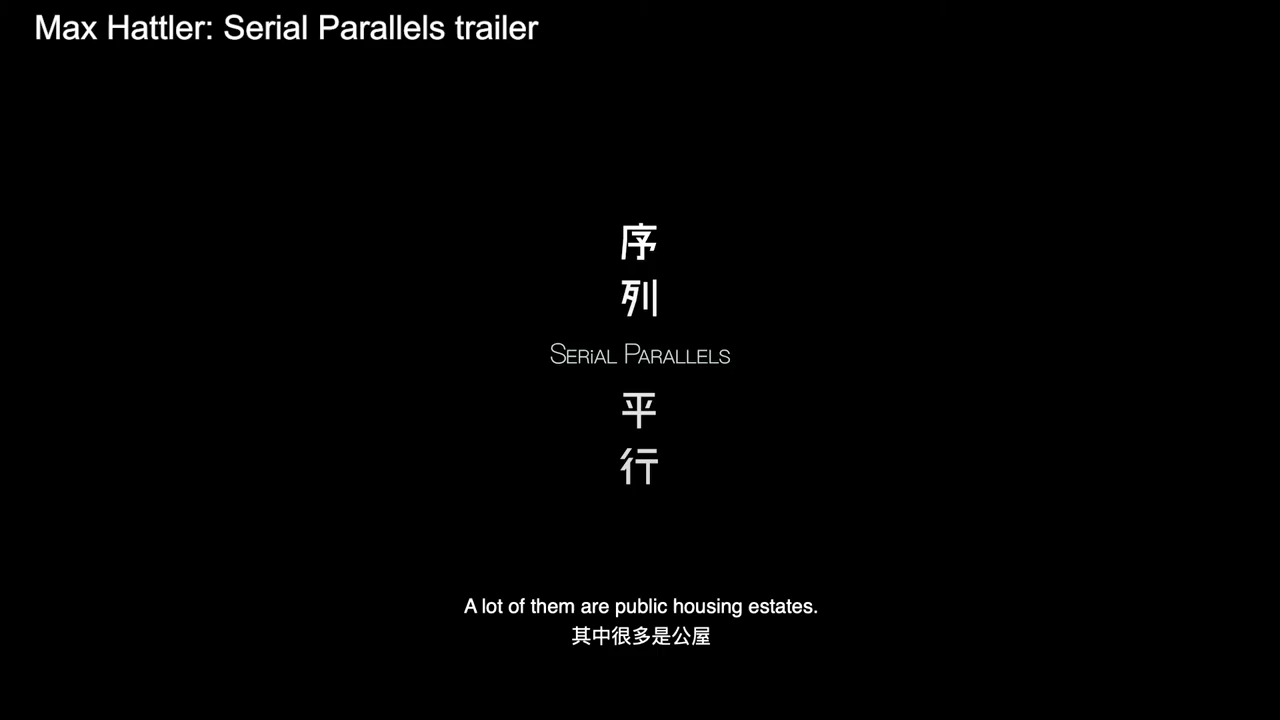 Max Hattler: Serial Parallels trailer
序
列
SERiAL PARALLELS
平
行
A lot of them are public housing estates.
其中很多是公屋